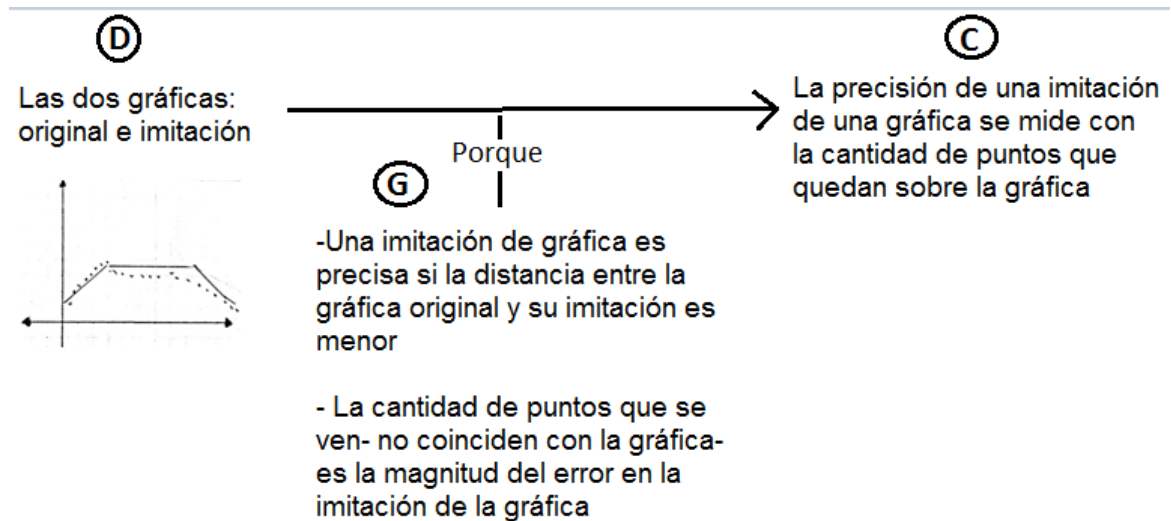 D
C
Las dos gráficas:
original e imitación
La precisión de una imitación
de una gráfica se mide con
la cantidad de puntos que
quedan sobre la gráfica
Porque
G
-Una imitación de gráfica es
precisa si la distancia entre la
gráfica original y su imitación es
menor
- La cantidad de puntos que se
ven- no coinciden con la gráfica-
es la magnitud del error en la
imitación de la gráfica